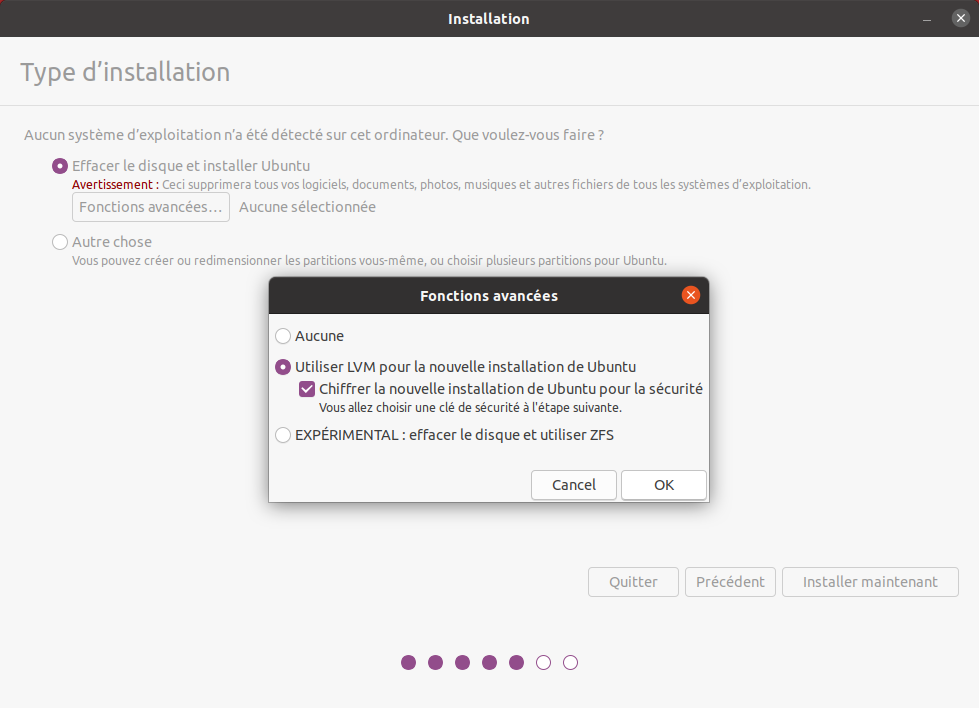 Installation
Type d’installation
Aucun système d’exploitation n’a été détecté sur cet ordinateur. Que voulez-vous faire ?
Effacer le disque et installer Ubuntu
Avertissement : Ceci supprimera tous vos logiciels, documents, photos, musiques et autres fichiers de tous les systèmes d’exploitation.
Fonctions avancées… Aucune sélectionnée
Autre chose
Vous pouvez créer ou redimensionner les partitions vous-même, ou choisir plusieurs partitions pour Ubuntu.
Fonctions avancées
Aucune
Utiliser LVM pour la nouvelle installation de Ubuntu
Chiffrer la nouvelle installation de Ubuntu pour la sécurité
Vous allez choisir une clé de sécurité à l'étape suivante.
EXPÉRIMENTAL : effacer le disque et utiliser ZFS
Cancel OK
Quitter Précédent Installer maintenant